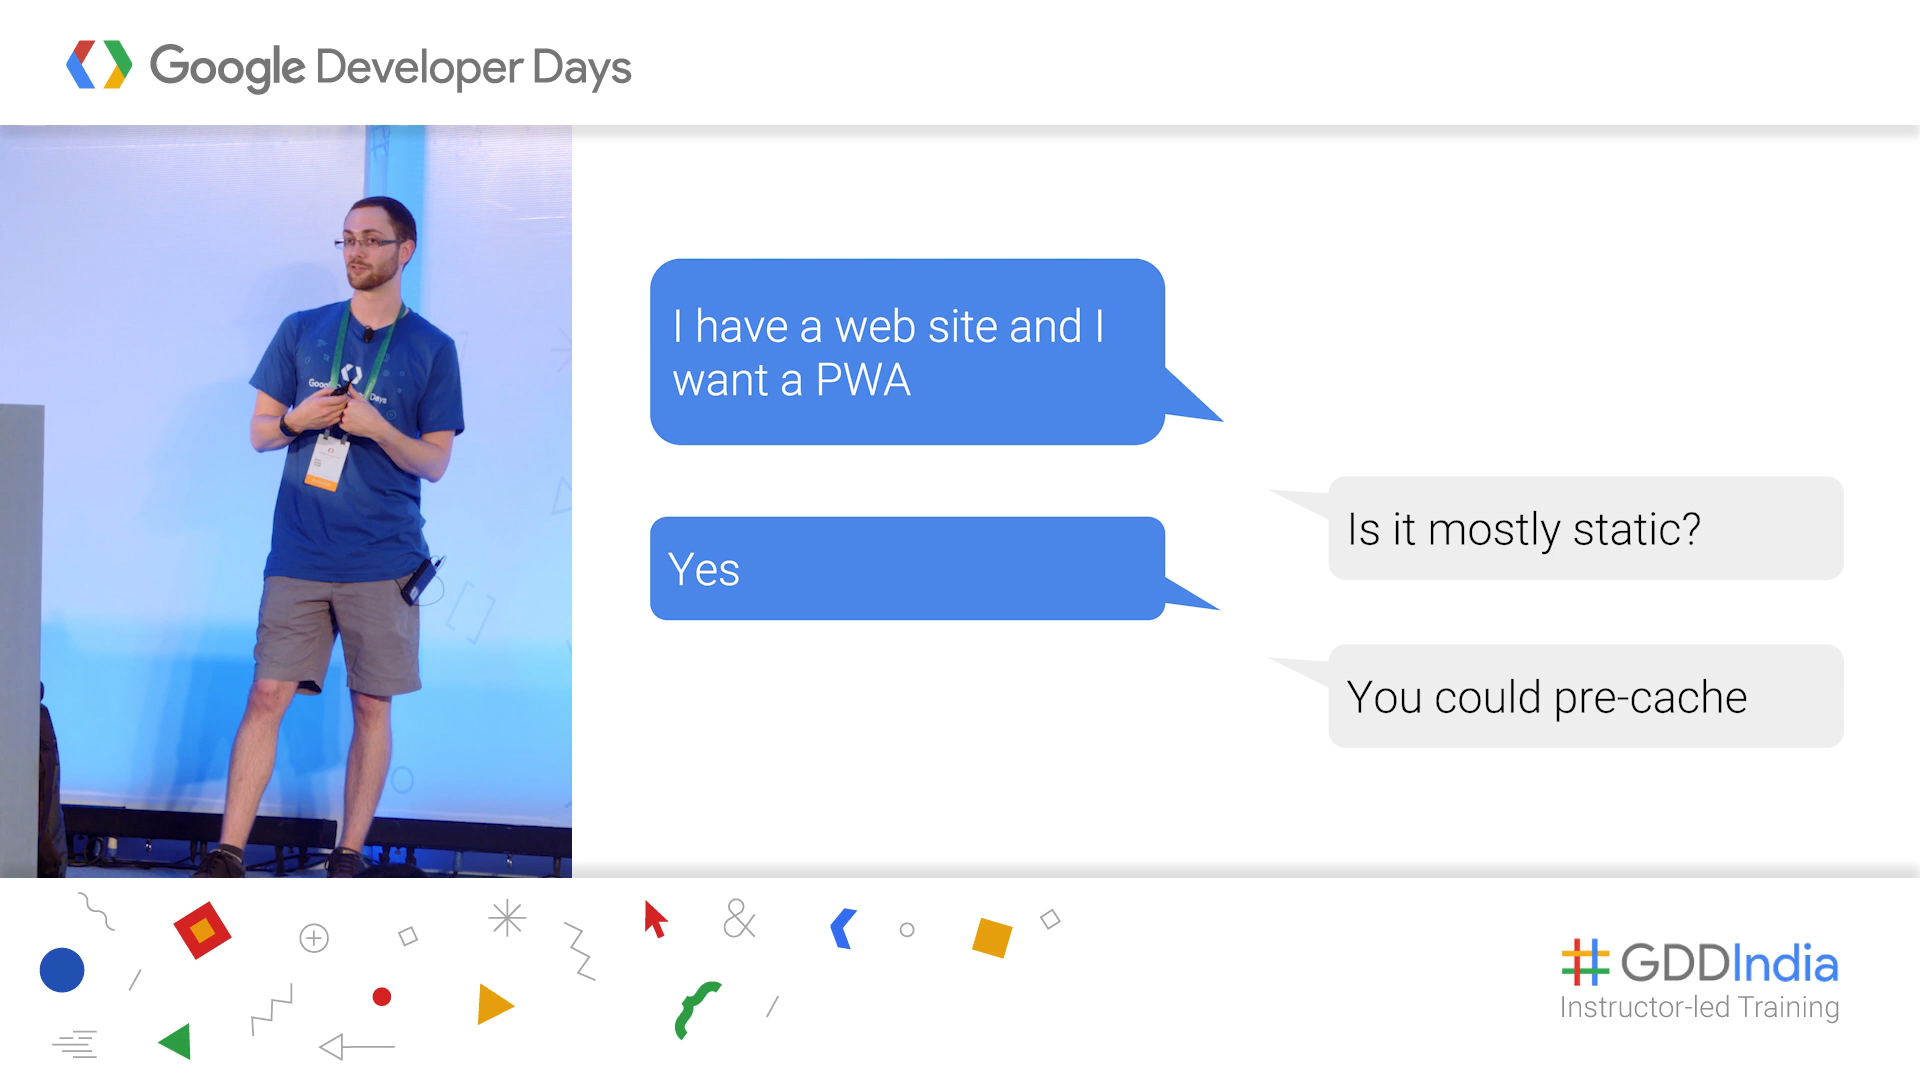 Google Developer Days
I have a web site and I
want a PWA
Is it mostly static?
Yes
You could pre-cache
#GDDIndia
Instructor-led Training